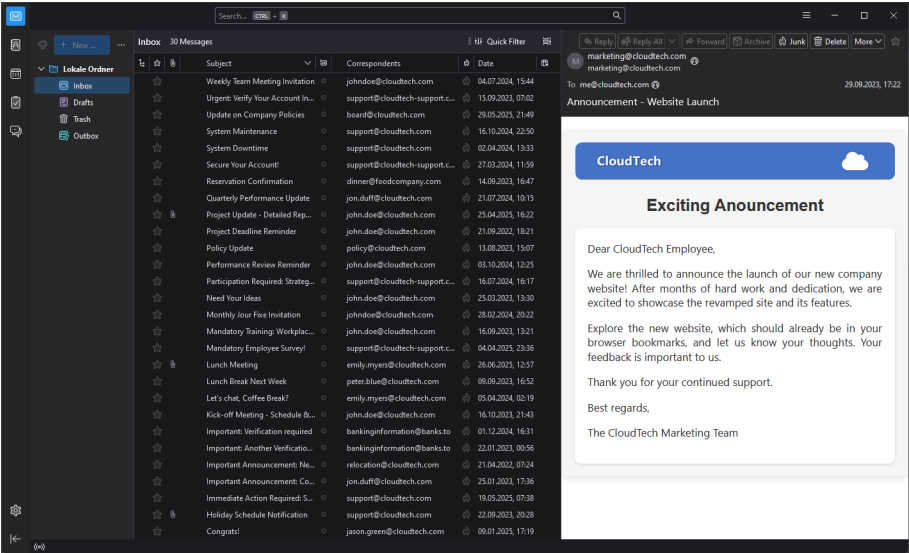 Search... CTRL + K
+ New ...
Inbox 30 Messages Quick Filter
Reply Reply All Forward Archive Junk Delete More
M marketing@cloudtech.com
marketing@cloudtech.com
To me@cloudtech.com 29.09.2023, 17:22
Announcement - Website Launch
Lokale Ordner
Inbox
Drafts
Trash
Outbox
Subject Correspondents Date
Weekly Team Meeting Invitation johndoe@cloudtech.com 04.07.2024, 15:44
Urgent: Verify Your Account In... support@cloudtech-support.c... 15.09.2023, 07:02
Update on Company Policies board@cloudtech.com 29.05.2025, 21:49
System Maintenance support@cloudtech.com 16.10.2024, 22:50
System Downtime support@cloudtech.com 02.04.2024, 13:33
Secure Your Account! support@cloudtech-support.c... 27.03.2024, 11:59
Reservation Confirmation dinner@foodcompany.com 14.09.2023, 16:47
Quarterly Performance Update jon.duff@cloudtech.com 21.07.2024, 10:15
Project Update - Detailed Rep... john.doe@cloudtech.com 25.04.2025, 16:22
Project Deadline Reminder john.doe@cloudtech.com 21.09.2022, 18:21
Policy Update policy@cloudtech.com 13.08.2023, 15:07
Performance Review Reminder john.doe@cloudtech.com 03.10.2024, 12:25
Participation Required: Strateg... support@cloudtech-support.c... 16.07.2024, 16:17
Need Your Ideas john.doe@cloudtech.com 25.03.2023, 13:30
Monthly Jour Fixe Invitation johndoe@cloudtech.com 28.02.2024, 20:22
Mandatory Training: Workplac... john.doe@cloudtech.com 16.09.2023, 13:21
Mandatory Employee Survey! support@cloudtech-support.c... 04.04.2025, 23:36
Lunch Meeting emily.myers@cloudtech.com 26.06.2025, 12:57
Lunch Break Next Week peter.blue@cloudtech.com 09.09.2023, 16:52
Let's chat, Coffee Break? emily.myers@cloudtech.com 05.04.2024, 02:19
Kick-off Meeting - Schedule &... john.doe@cloudtech.com 16.10.2023, 21:43
Important: Verification required bankinginformation@banks.to 01.12.2024, 16:31
Important: Another Verificatio... bankinginformation@banks.to 22.01.2023, 00:56
Important Announcement: Ne... relocation@cloudtech.com 21.04.2022, 07:24
Important Announcement: Co... jon.duff@cloudtech.com 25.01.2023, 17:36
Immediate Action Required: S... support@cloudtech.com 19.05.2025, 07:38
Holiday Schedule Notification support@cloudtech.com 22.09.2023, 20:28
Congrats! jason.green@cloudtech.com 09.01.2025, 17:19
CloudTech
Exciting Anouncement
Dear CloudTech Employee,
We are thrilled to announce the launch of our new company
website! After months of hard work and dedication, we are
excited to showcase the revamped site and its features.
Explore the new website, which should already be in your
browser bookmarks, and let us know your thoughts. Your
feedback is important to us.
Thank you for your continued support.
Best regards,
The CloudTech Marketing Team